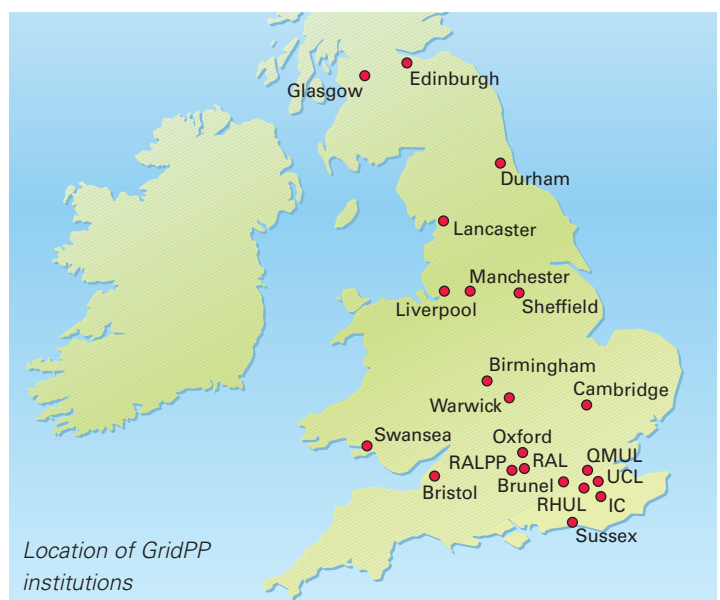 Edinburgh
Glasgow
Durham
Lancaster
Manchester
Liverpool
Sheffield
Birmingham
Cambridge
Warwick
Swansea
Oxford
QMUL
RALPP
RAL
UCL
Bristol
Brunel
RHUL
IC
Sussex
Location of GridPP
institutions